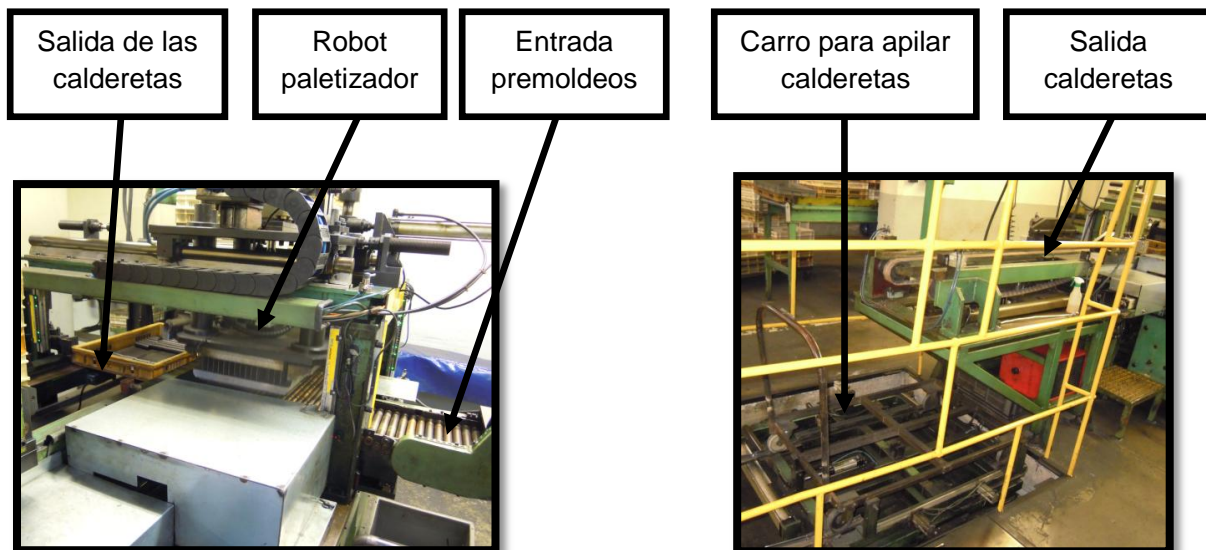 Salida de las
calderetas
Robot
paletizador
Entrada
premoldeos
Carro para apilar
calderetas
Salida
calderetas